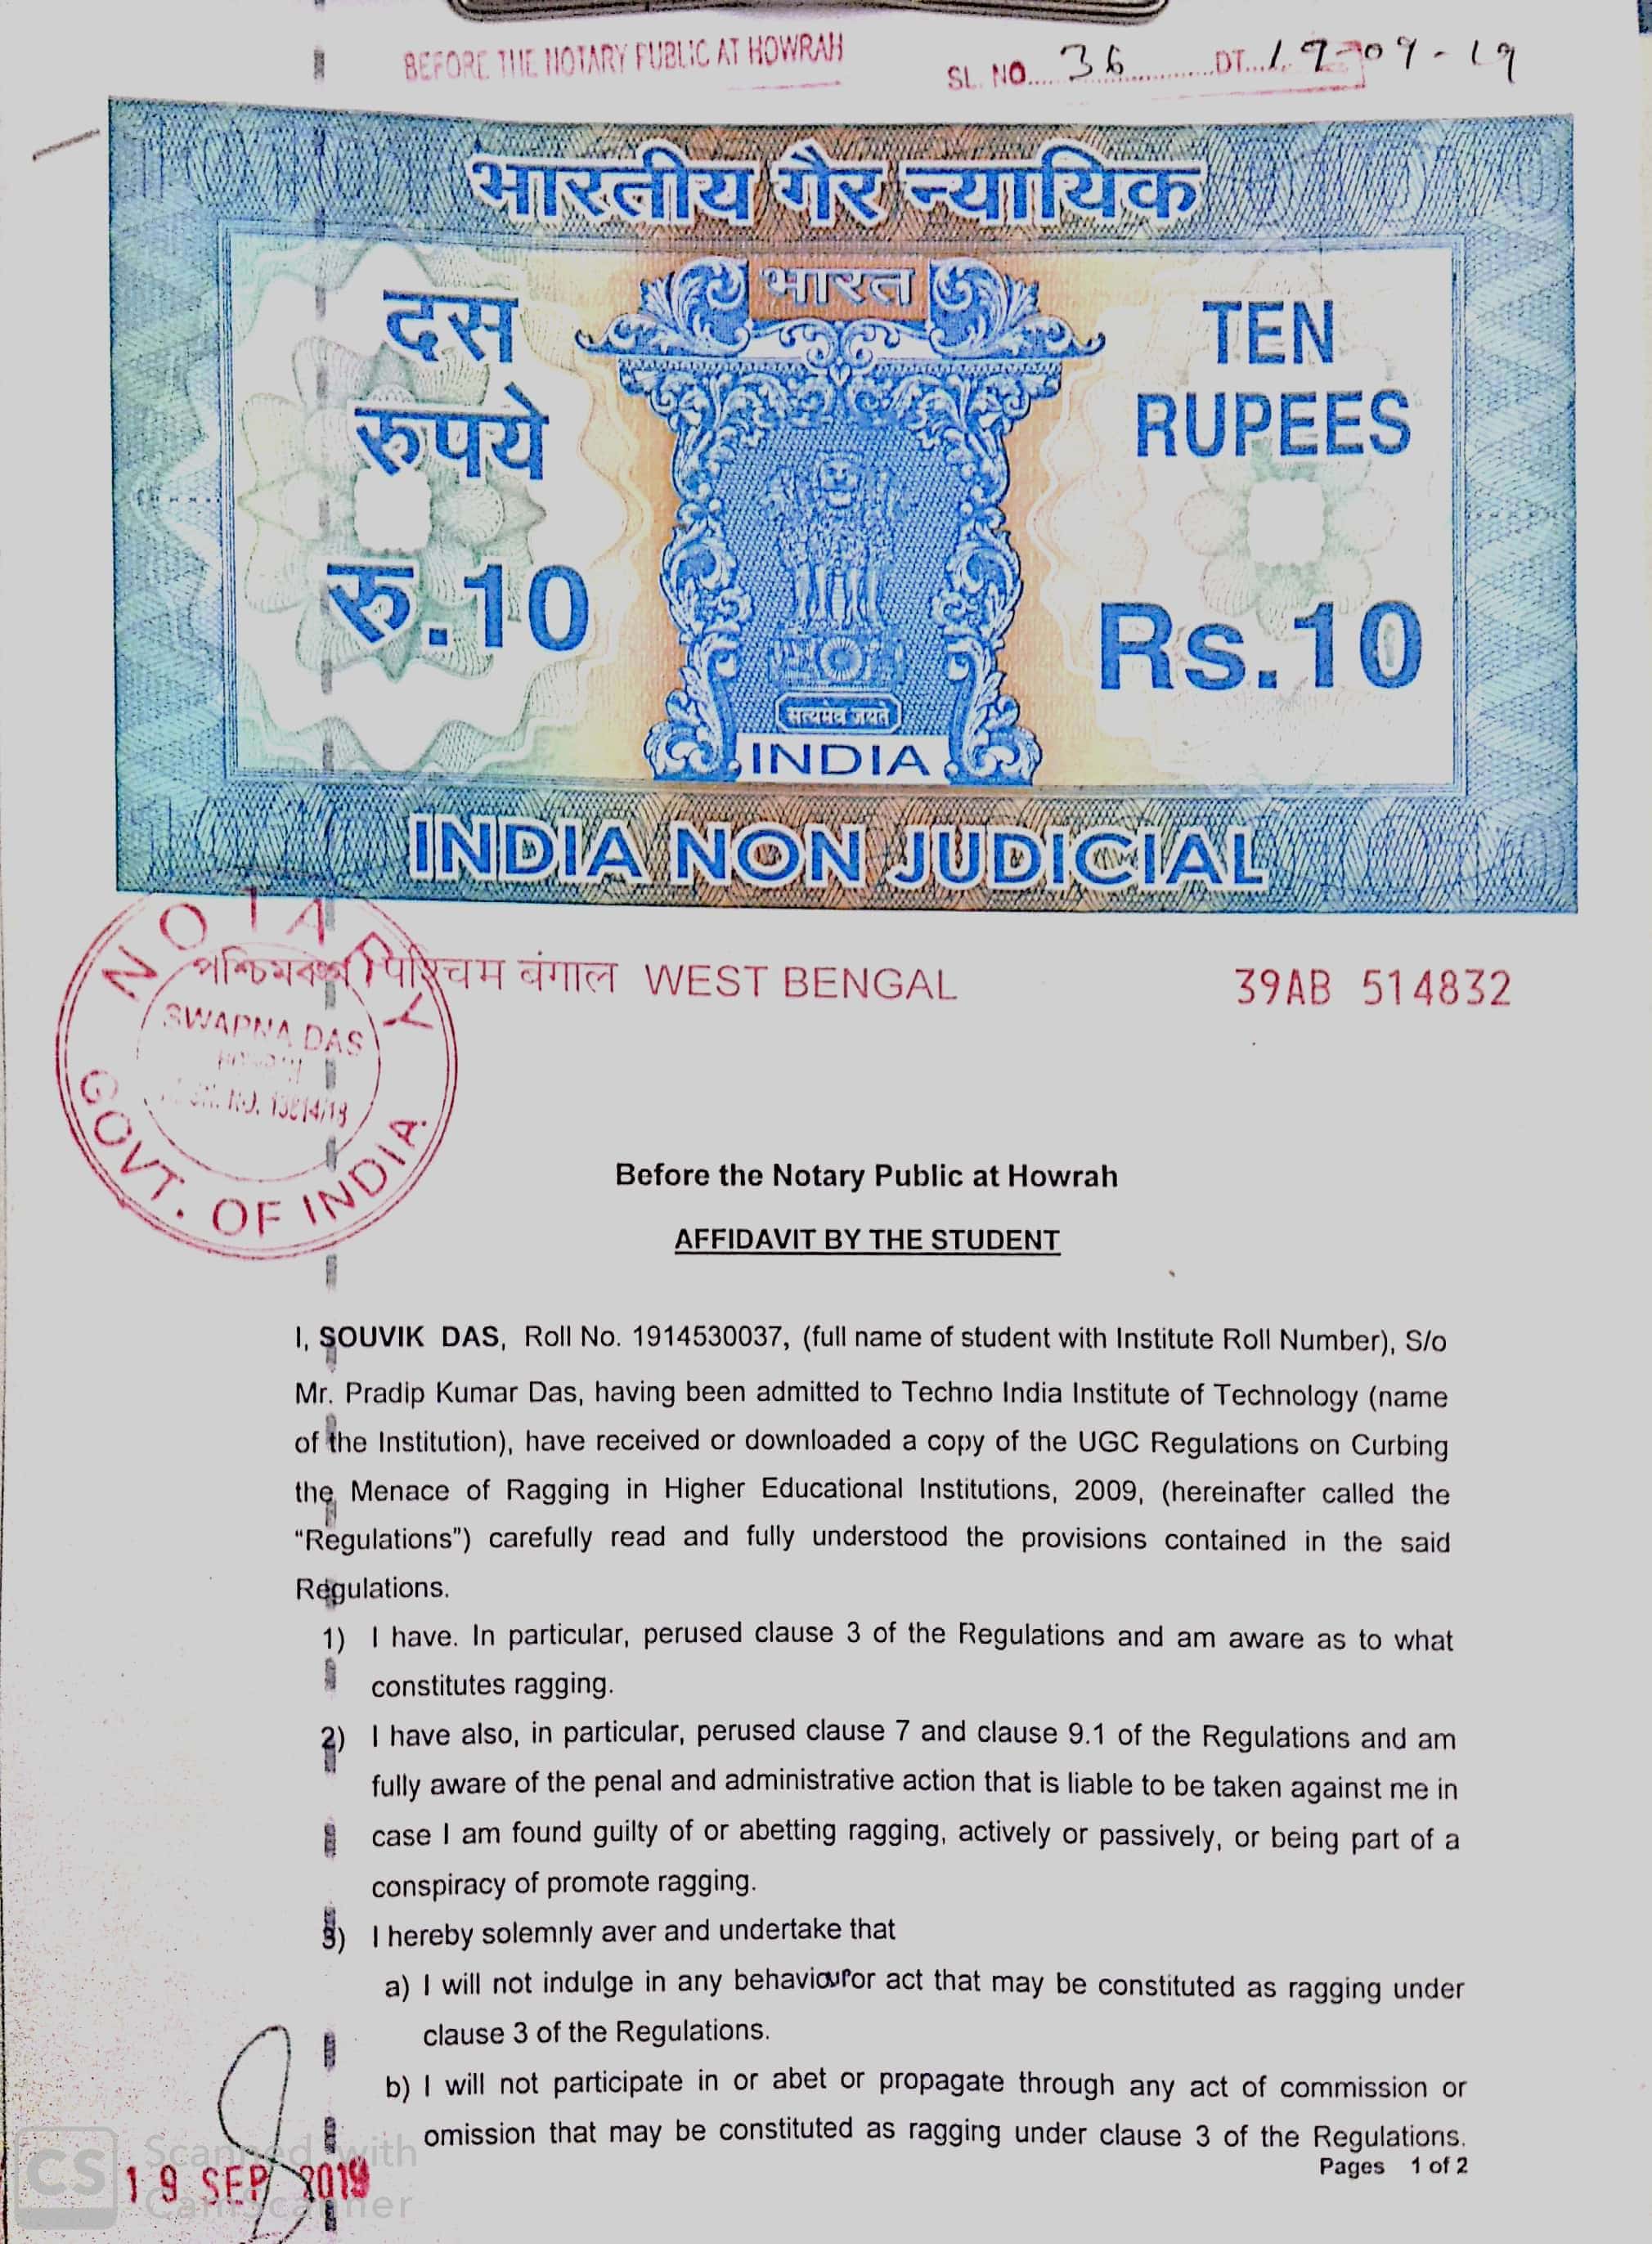 BEFORE THE NOTARY PUBLIC AT HOWRAH
SL. NO..... 36 ............DT... 19-09-19
भारतीय गैर न्यायिक
भारत
दस
रुपये
रु.10
TEN
RUPEES
Rs.10
सत्यमेव जयते
INDIA
INDIA NON JUDICIAL
পশ্চিমবঙ্গ पश्चिम बंगाल WEST BENGAL 39AB 514832
NOTARY
SWAPNA DAS
HOWRAH
GOVT. OF INDIA
Before the Notary Public at Howrah
AFFIDAVIT BY THE STUDENT
I, SOUVIK DAS, Roll No. 1914530037, (full name of student with Institute Roll Number), S/o
Mr. Pradip Kumar Das, having been admitted to Techno India Institute of Technology (name
of the Institution), have received or downloaded a copy of the UGC Regulations on Curbing
the Menace of Ragging in Higher Educational Institutions, 2009, (hereinafter called the
“Regulations”) carefully read and fully understood the provisions contained in the said
Regulations.
1) I have. In particular, perused clause 3 of the Regulations and am aware as to what
constitutes ragging.
2) I have also, in particular, perused clause 7 and clause 9.1 of the Regulations and am
fully aware of the penal and administrative action that is liable to be taken against me in
case I am found guilty of or abetting ragging, actively or passively, or being part of a
conspiracy of promote ragging.
3) I hereby solemnly aver and undertake that
a) I will not indulge in any behaviouror act that may be constituted as ragging under
clause 3 of the Regulations.
b) I will not participate in or abet or propagate through any act of commission or
omission that may be constituted as ragging under clause 3 of the Regulations.
Pages 1 of 2
19 SEP 2019
CS
Scanned with
CamScanner